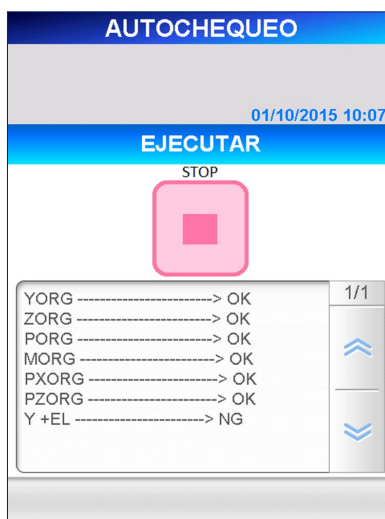 AUTOCHEQUEO
01/10/2015 10:07
EJECUTAR
STOP
1/1
YORG ------------------------> OK
ZORG ------------------------> OK
PORG ------------------------> OK
MORG ------------------------> OK
PXORG ------------------------> OK
PZORG ------------------------> OK
Y +EL -----------------------> NG